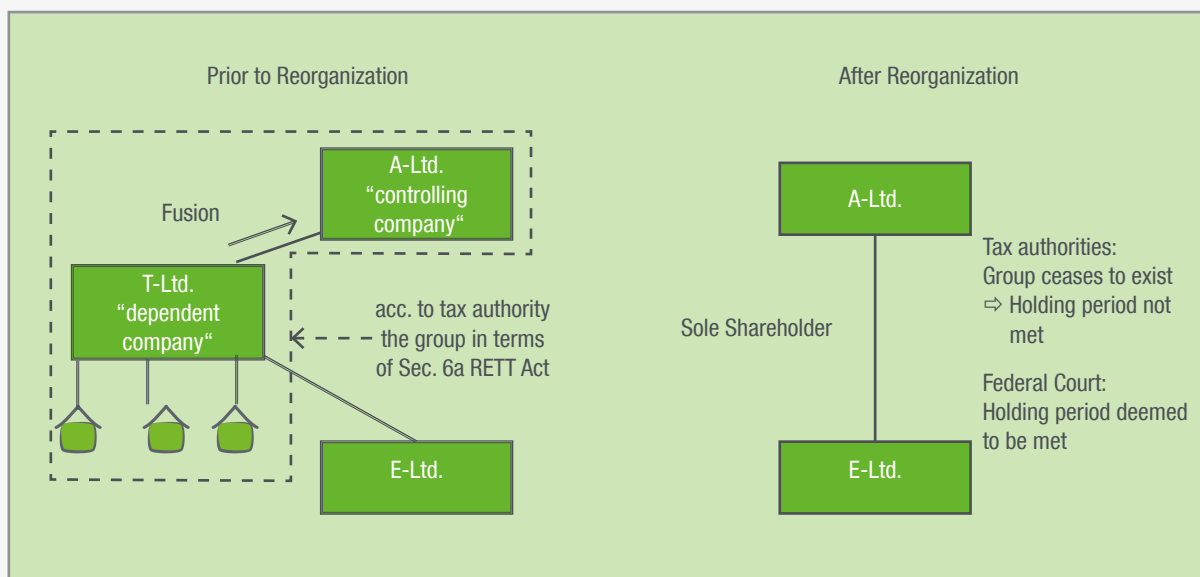 Prior to Reorganization
After Reorganization
A-Ltd.
“controlling
company“
Fusion
T-Ltd.
“dependent
company“
acc. to tax authority
the group in terms
of Sec. 6a RETT Act
E-Ltd.
A-Ltd.
Sole Shareholder
Tax authorities:
Group ceases to exist
⇨ Holding period not
met
Federal Court:
Holding period deemed
to be met
E-Ltd.